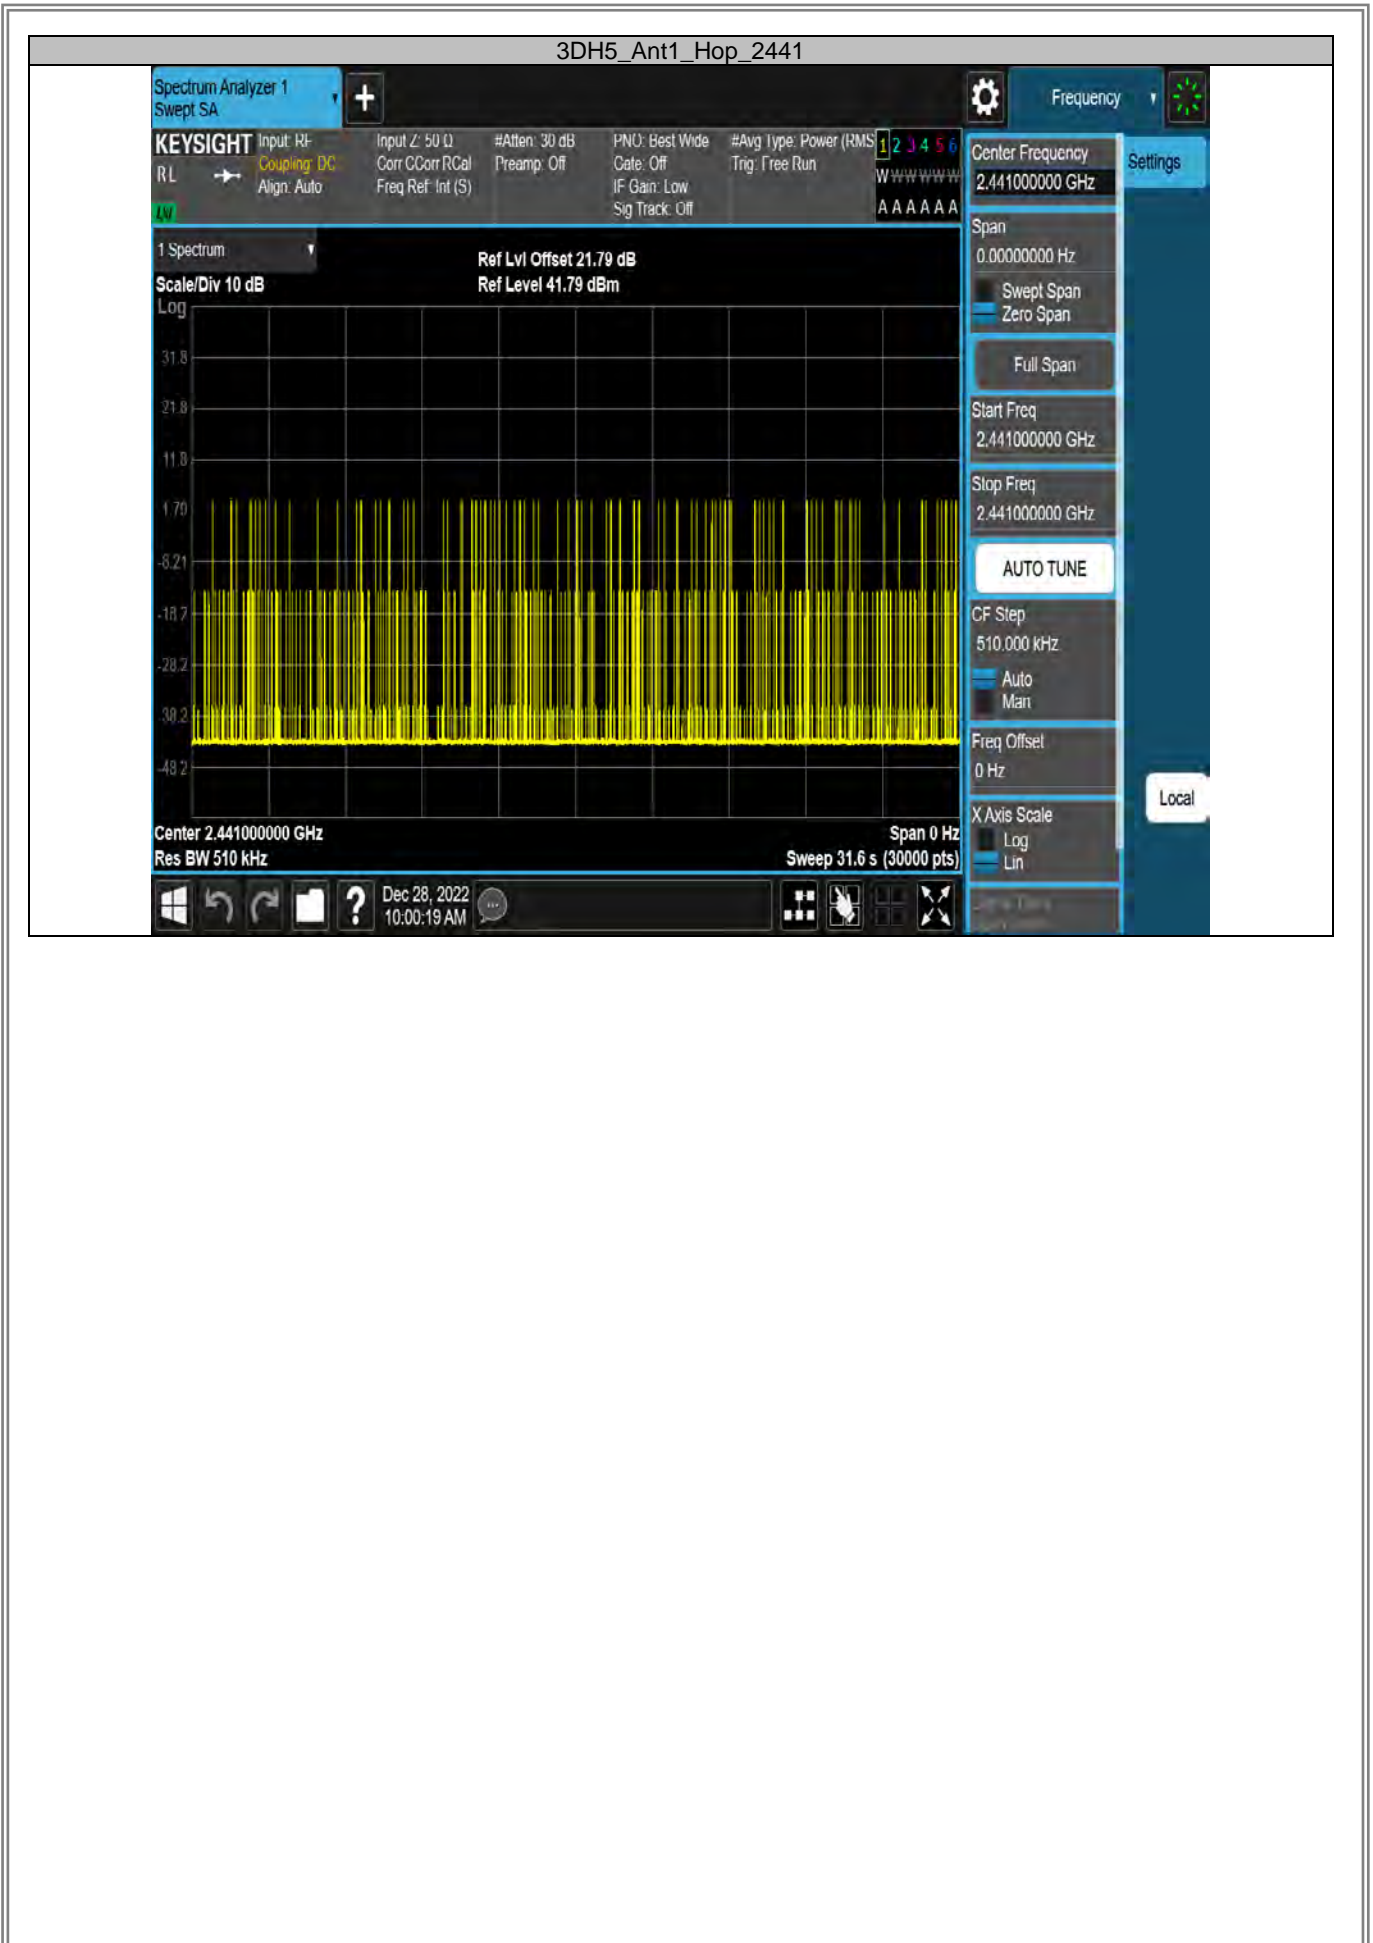 3DH5_Ant1_Hop_2441
Spectrum Analyzer 1
Swept SA
Frequency
KEYSIGHT
RL
Input: RF
Coupling: DC
Align: Auto
Input Z: 50 Ω
Corr CCorr RCal
Freq Ref: Int (S)
#Atten: 30 dB
Preamp: Off
PNO: Best Wide
Gate: Off
IF Gain: Low
Sig Track: Off
#Avg Type: Power (RMS
Trig: Free Run
1 2 3 4 5 6
W W W W W W
A A A A A A
Center Frequency
2.441000000 GHz
Settings
Span
0.00000000 Hz
Swept Span
Zero Span
Full Span
Start Freq
2.441000000 GHz
Stop Freq
2.441000000 GHz
AUTO TUNE
CF Step
510.000 kHz
Auto
Man
Freq Offset
0 Hz
X Axis Scale
Log
Lin
Local
1 Spectrum
Scale/Div 10 dB
Log
Ref Lvl Offset 21.79 dB
Ref Level 41.79 dBm
31.8
21.8
11.8
1.79
-8.21
-18.2
-28.2
-38.2
-48.2
Center 2.441000000 GHz
Span 0 Hz
Res BW 510 kHz
Sweep 31.6 s (30000 pts)
Dec 28, 2022
10:00:19 AM